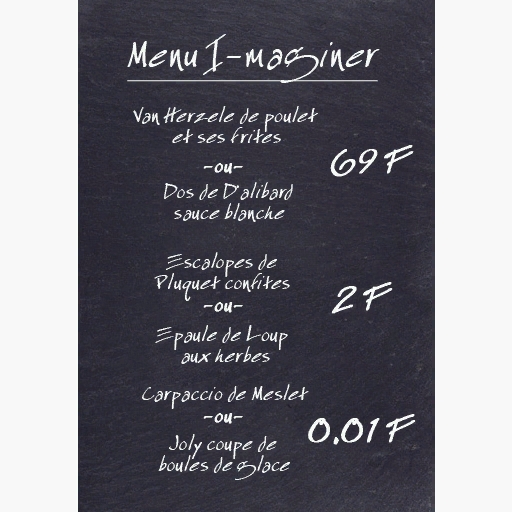 Menu I-maginer
Van Herzele de poulet
et ses frites
-ou-
Dos de D'alibard
sauce blanche
69 F
Escalopes de
Pluquet confites
-ou-
Epaule de Loup
aux herbes
2 F
Carpaccio de Meslet
-ou-
Joly coupe de
boules de glace
0.01 F